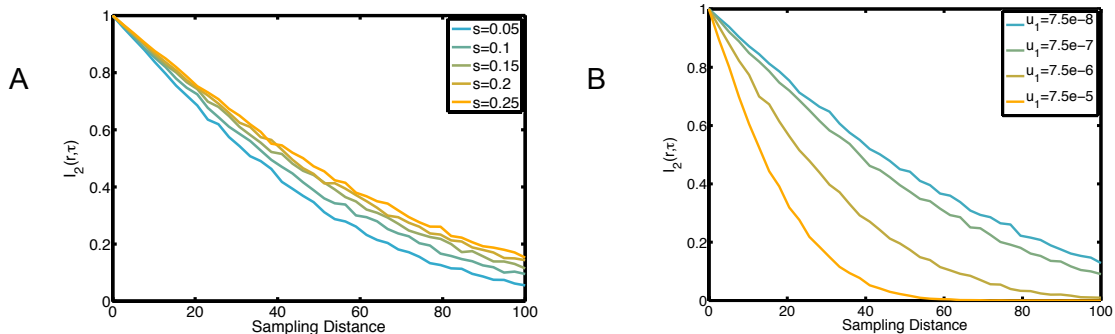 A
I₂(r,τ)
1
0.8
0.6
0.4
0.2
0
0 20 40 60 80 100
Sampling Distance
s=0.05
s=0.1
s=0.15
s=0.2
s=0.25
B
I₂(r,τ)
1
0.8
0.6
0.4
0.2
0
0 20 40 60 80 100
Sampling Distance
u₁=7.5e−8
u₁=7.5e−7
u₁=7.5e−6
u₁=7.5e−5